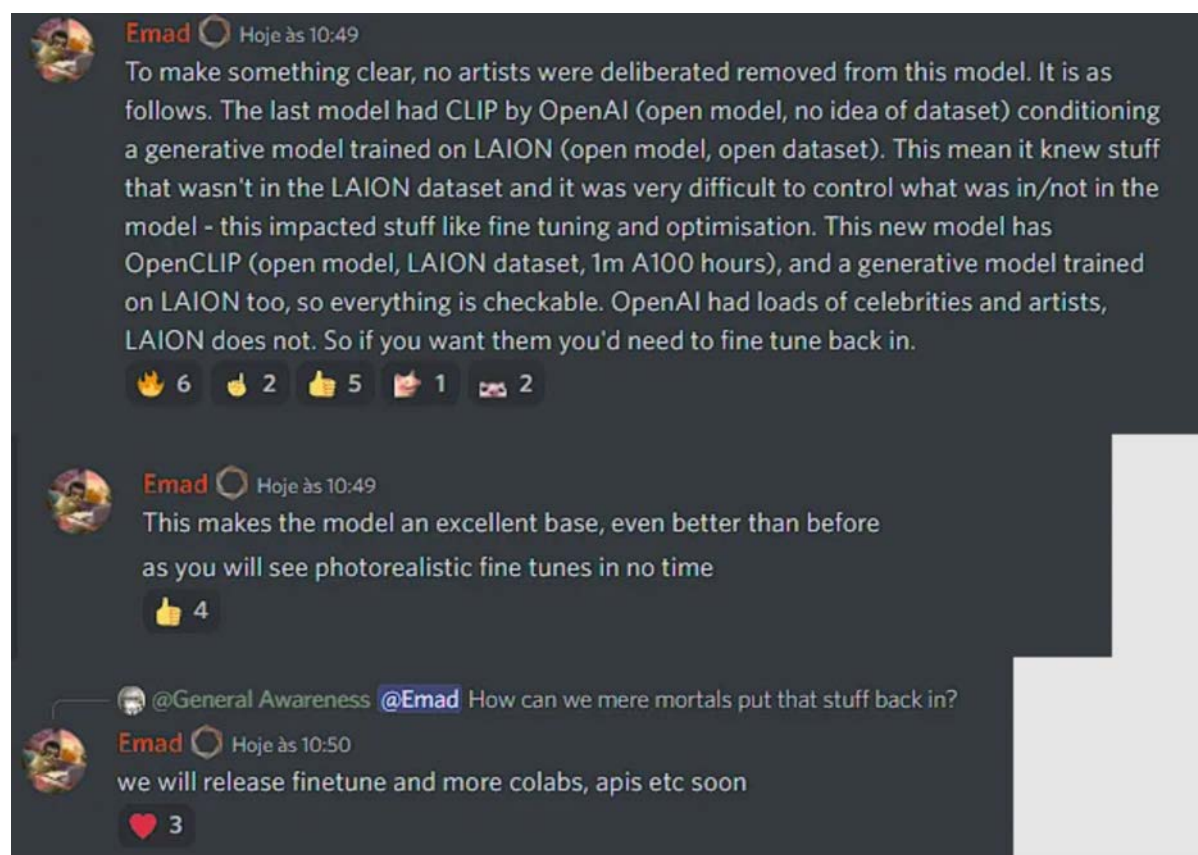 Emad Hoje às 10:49
To make something clear, no artists were deliberated removed from this model. It is as
follows. The last model had CLIP by OpenAI (open model, no idea of dataset) conditioning
a generative model trained on LAION (open model, open dataset). This mean it knew stuff
that wasn't in the LAION dataset and it was very difficult to control what was in/not in the
model - this impacted stuff like fine tuning and optimisation. This new model has
OpenCLIP (open model, LAION dataset, 1m A100 hours), and a generative model trained
on LAION too, so everything is checkable. OpenAI had loads of celebrities and artists,
LAION does not. So if you want them you'd need to fine tune back in.
🔥 6 ☝ 2 👍 5 1 2
Emad Hoje às 10:49
This makes the model an excellent base, even better than before
as you will see photorealistic fine tunes in no time
👍 4
@General Awareness @Emad How can we mere mortals put that stuff back in?
Emad Hoje às 10:50
we will release finetune and more colabs, apis etc soon
❤ 3